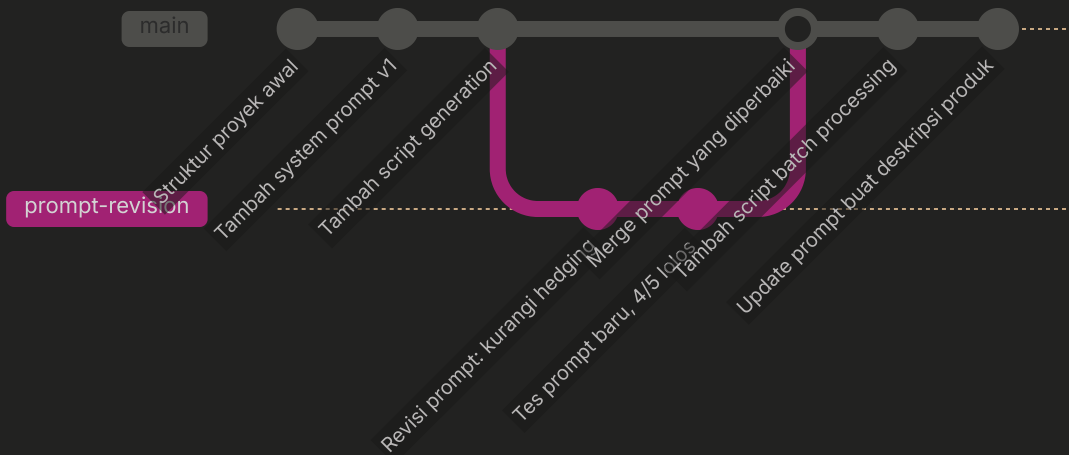 main
Struktur proyek awal
Tambah system prompt v1
Tambah script generation
Merge prompt yang diperbaiki
Tambah script batch processing
Update prompt buat deskripsi produk
prompt-revision
Revisi prompt: kurangi hedging
Tes prompt baru, 4/5 lolos